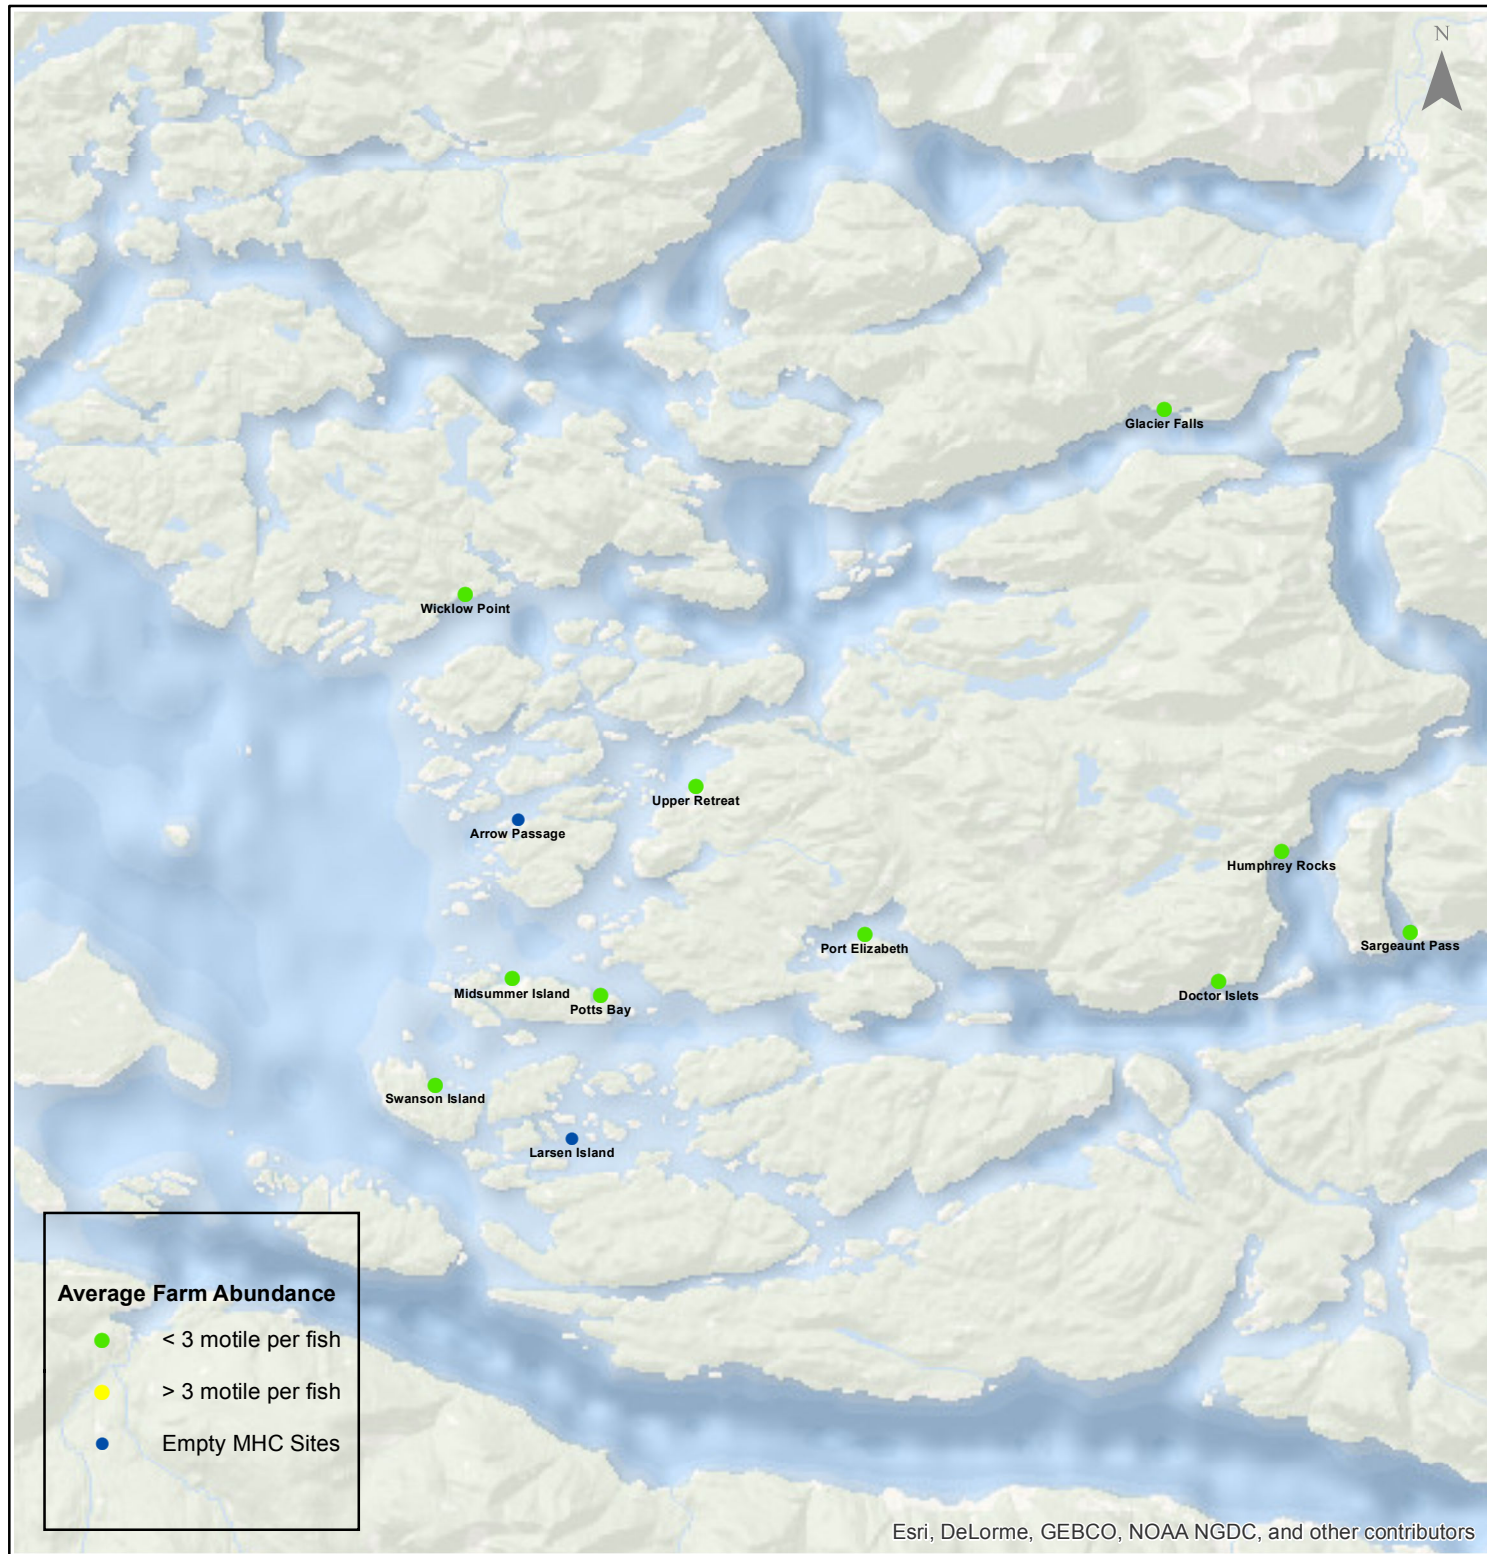 N
Glacier Falls
Wicklow Point
Upper Retreat
Arrow Passage
Humphrey Rocks
Port Elizabeth
Sargeaunt Pass
Midsummer Island
Doctor Islets
Potts Bay
Swanson Island
Larsen Island
Average Farm Abundance
< 3 motile per fish
> 3 motile per fish
Empty MHC Sites
Esri, DeLorme, GEBCO, NOAA NGDC, and other contributors